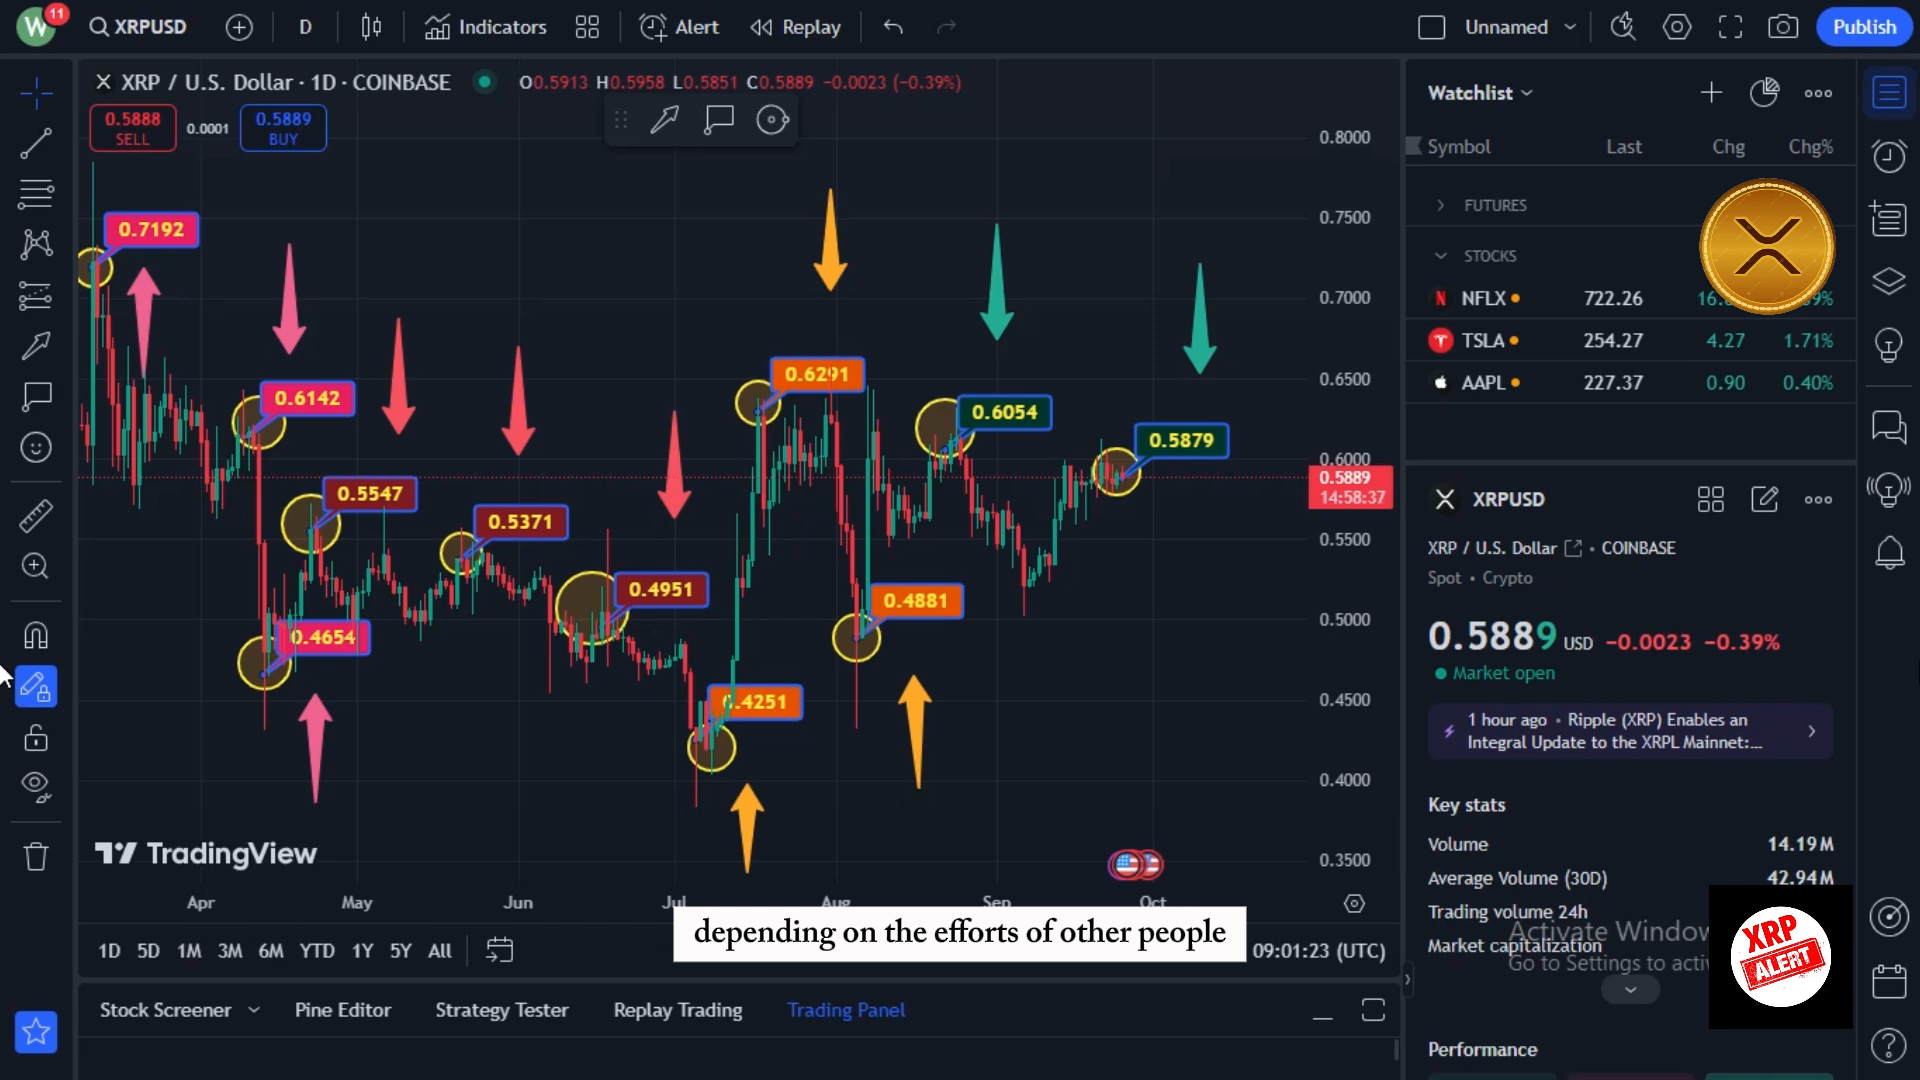 W 11 XRPUSD D Indicators Alert Replay Unnamed Publish
XRP / U.S. Dollar · 1D · COINBASE O0.5913 H0.5958 L0.5851 C0.5889 −0.0023 (−0.39%)
0.5888 SELL
0.0001
0.5889 BUY
0.7192
0.6142
0.5547
0.4654
0.5371
0.4951
0.4251
0.6291
0.4881
0.6054
0.5879
0.8000
0.7500
0.7000
0.6500
0.6000
0.5889
14:58:37
0.5500
0.5000
0.4500
0.4000
0.3500
TradingView
Apr May Jun Jul Aug Sep Oct
depending on the efforts of other people
1D 5D 1M 3M 6M YTD 1Y 5Y All
09:01:23 (UTC)
Stock Screener Pine Editor Strategy Tester Replay Trading Trading Panel
Watchlist
Symbol Last Chg Chg%
FUTURES
STOCKS
NFLX 722.26
TSLA 254.27 4.27 1.71%
AAPL 227.37 0.90 0.40%
XRPUSD
XRP / U.S. Dollar • COINBASE
Spot • Crypto
0.5889 USD −0.0023 −0.39%
Market open
1 hour ago • Ripple (XRP) Enables an
Integral Update to the XRPL Mainnet:...
Key stats
Volume 14.19M
Average Volume (30D) 42.94M
Trading volume 24h
Market capitalization
Activate Window
Go to Settings to acti
XRP
ALERT
Performance